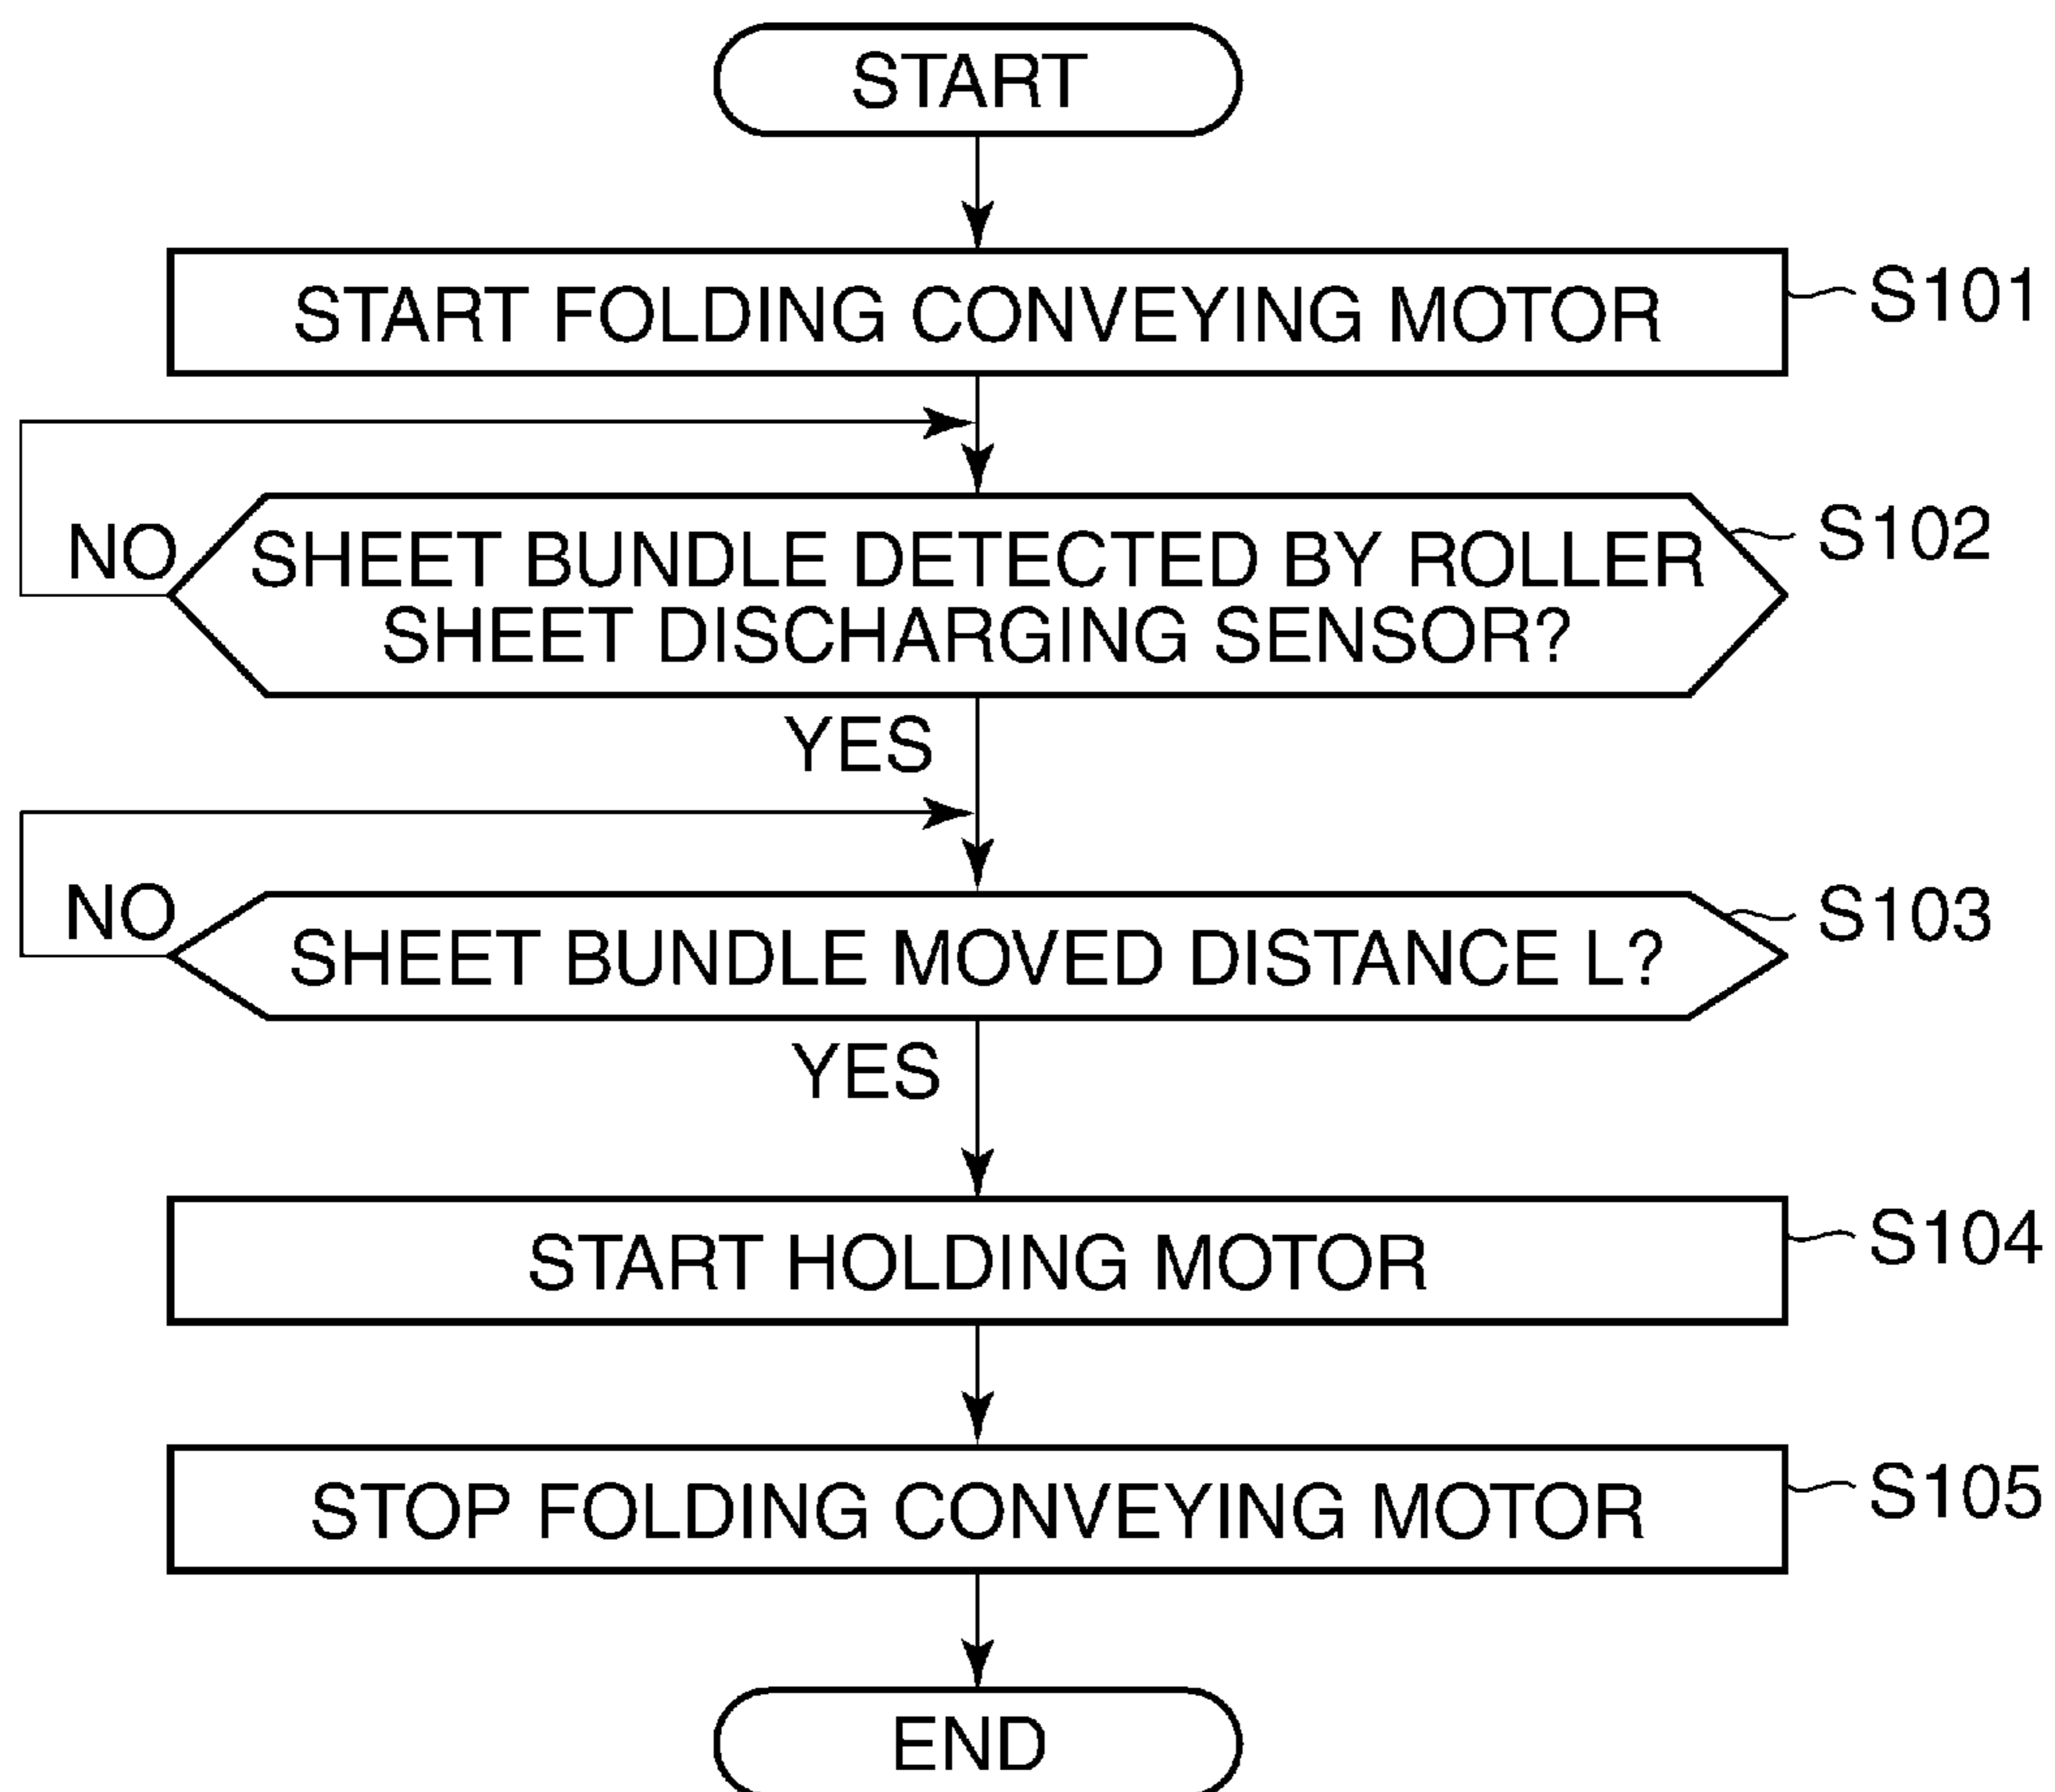 START
START FOLDING CONVEYING MOTOR
S101
NO
SHEET BUNDLE DETECTED BY ROLLER
SHEET DISCHARGING SENSOR?
S102
YES
NO
SHEET BUNDLE MOVED DISTANCE L?
S103
YES
START HOLDING MOTOR
S104
STOP FOLDING CONVEYING MOTOR
S105
END